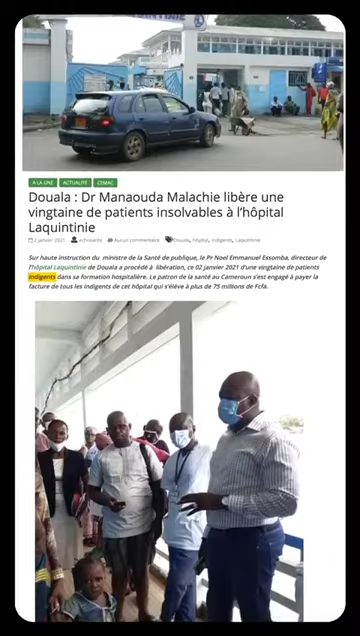 A LA UNE ACTUALITÉ CEMAC
Douala : Dr Manaouda Malachie libère une
vingtaine de patients insolvables à l'hôpital
Laquintinie
2 janvier 2021 echosante Aucun commentaire Douala, hôpital, indigents, Laquintinie
Sur haute instruction du ministre de la Santé de publique, le Pr Noel Emmanuel Essomba, directeur de
l'hôpital Laquintinie de Douala a procédé à libération, ce 02 janvier 2021 d'une vingtaine de patients
indigents dans sa formation hospitalière. Le patron de la santé au Cameroun s'est engagé à payer la
facture de tous les indigents de cet hôpital qui s'élève à plus de 75 millions de Fcfa.